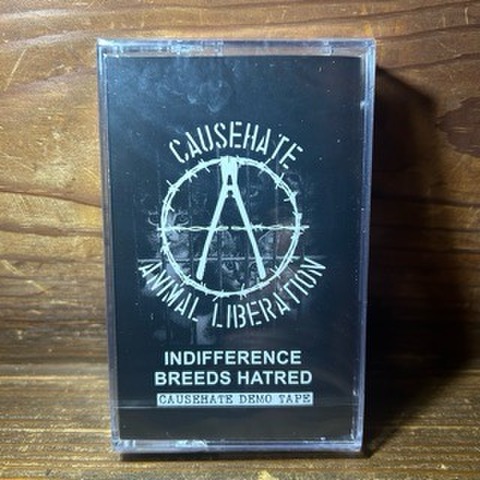 CAUSEHATE
ANIMAL LIBERATION
INDIFFERENCE
BREEDS HATRED
CAUSEHATE DEMO TAPE